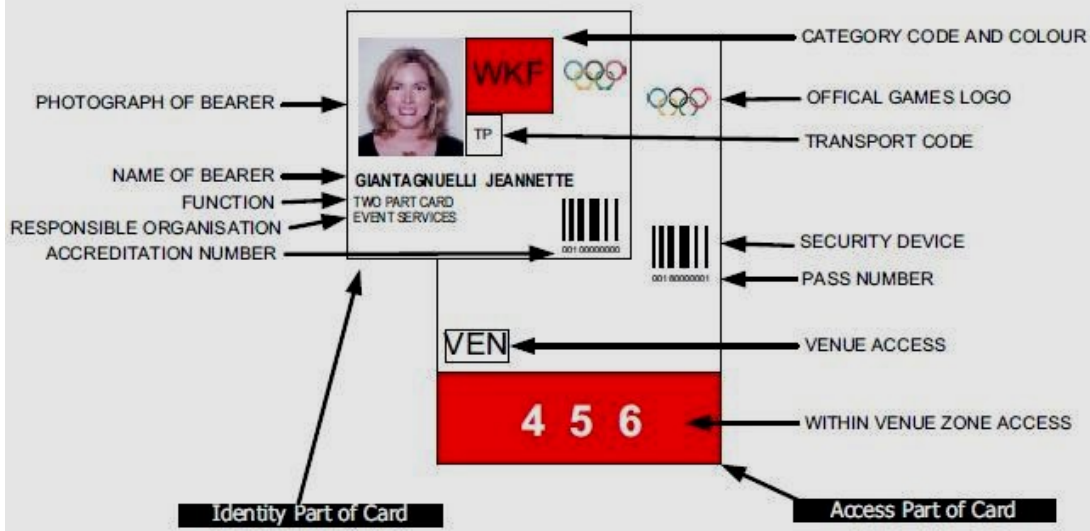 CATEGORY CODE AND COLOUR
WKF
PHOTOGRAPH OF BEARER
OFFICAL GAMES LOGO
TP
TRANSPORT CODE
NAME OF BEARER
GIANTAGNUELLI JEANNETTE
FUNCTION
TWO PART CARD
RESPONSIBLE ORGANISATION
EVENT SERVICES
ACCREDITATION NUMBER
00100000000
SECURITY DEVICE
00160000001
PASS NUMBER
VEN
VENUE ACCESS
4 5 6
WITHIN VENUE ZONE ACCESS
Identity Part of Card
Access Part of Card